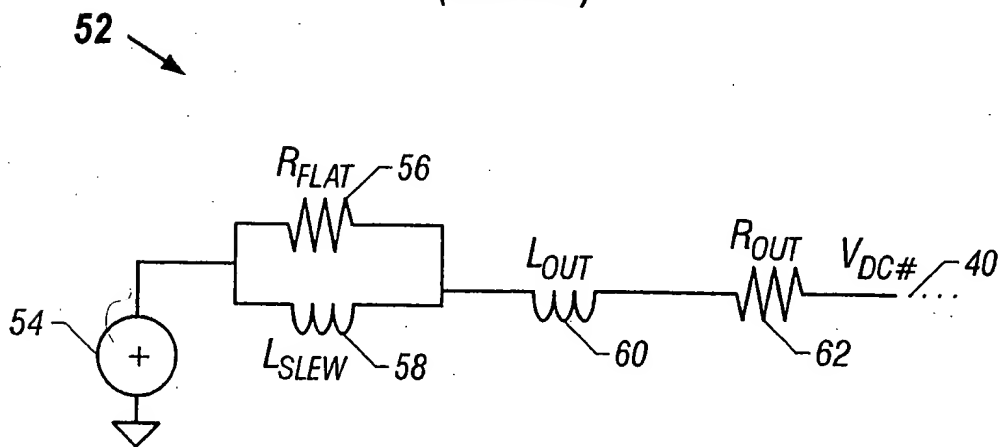 52
R_FLAT 56
L_OUT
R_OUT
V_DC# 40
54
+
L_SLEW 58
60
62